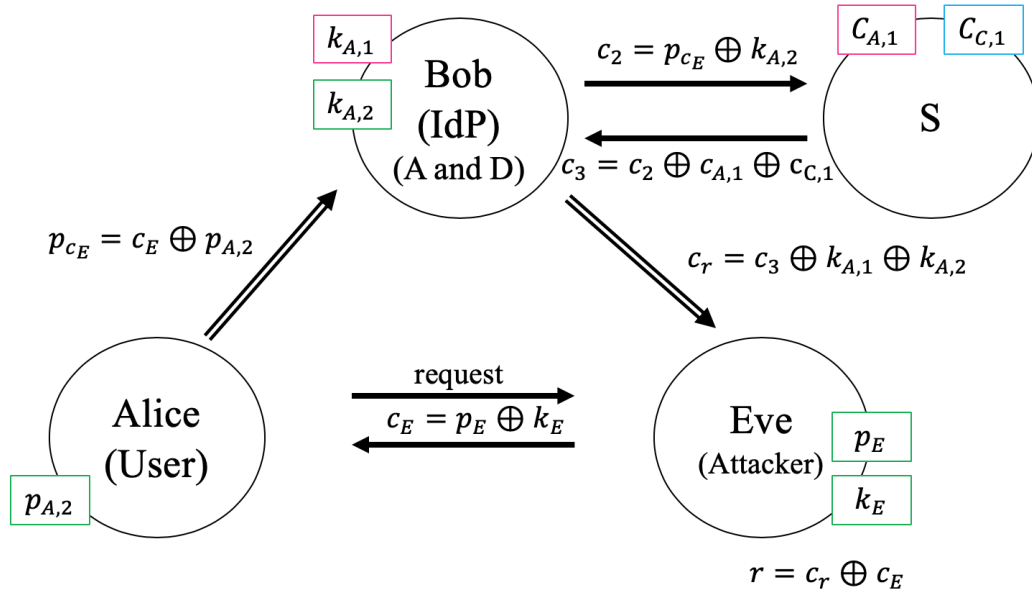 k_{A,1}
k_{A,2}
Bob
(IdP)
(A and D)
c_2 = p_{c_E} ⊕ k_{A,2}
c_3 = c_2 ⊕ c_{A,1} ⊕ c_{C,1}
C_{A,1}
C_{C,1}
S
p_{c_E} = c_E ⊕ p_{A,2}
c_r = c_3 ⊕ k_{A,1} ⊕ k_{A,2}
Alice
(User)
p_{A,2}
request
c_E = p_E ⊕ k_E
Eve
(Attacker)
p_E
k_E
r = c_r ⊕ c_E